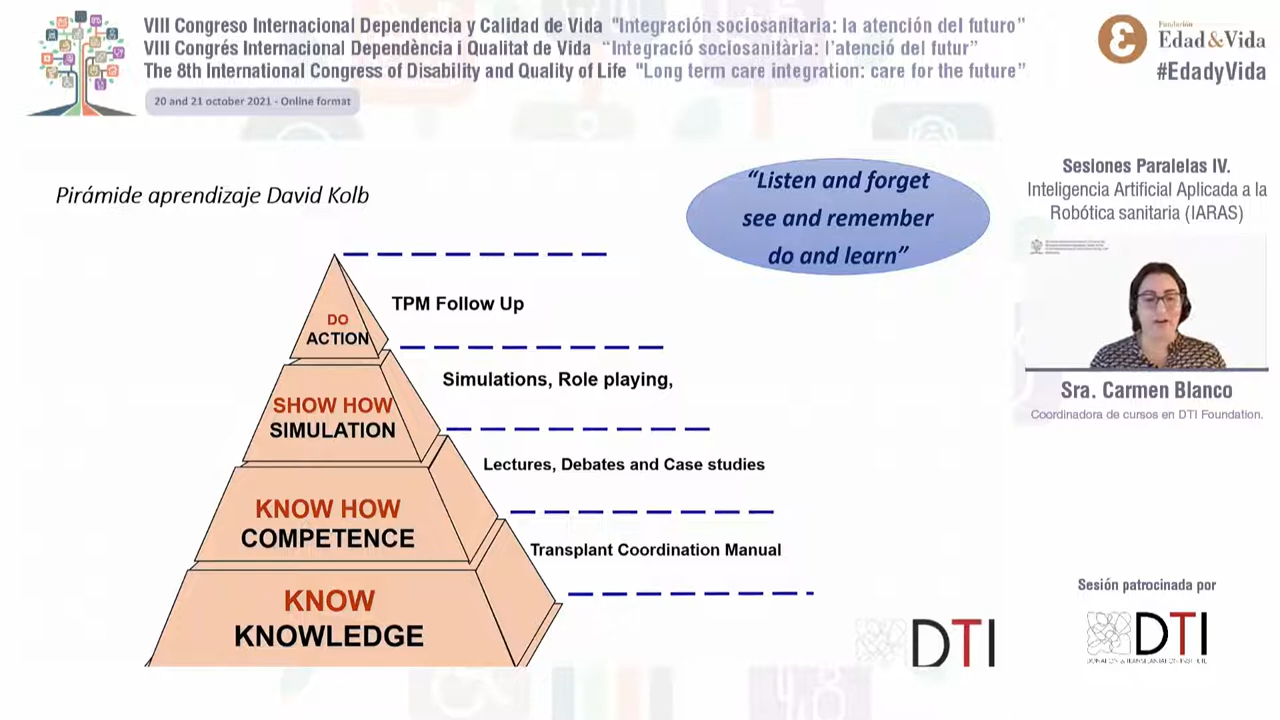 VIII Congreso Internacional Dependencia y Calidad de Vida "Integración sociosanitaria: la atención del futuro"
VIII Congrés Internacional Dependència i Qualitat de Vida “Integració sociosanitària: l'atenció del futur”
The 8th International Congress of Disability and Quality of Life "Long term care integration: care for the future”
20 and 21 october 2021 - Online format
Fundación
Edad&Vida
#EdadyVida
Pirámide aprendizaje David Kolb
“Listen and forget
see and remember
do and learn”
TPM Follow Up
DO
ACTION
Simulations, Role playing,
SHOW HOW
SIMULATION
Lectures, Debates and Case studies
KNOW HOW
COMPETENCE
Transplant Coordination Manual
KNOW
KNOWLEDGE
DTI
Sesiones Paralelas IV.
Inteligencia Artificial Aplicada a la
Robótica sanitaria (IARAS)
Sra. Carmen Blanco
Coordinadora de cursos en DTI Foundation.
Sesión patrocinada por
DTI
DONATION & TRANSPLANTATION INSTITUTE